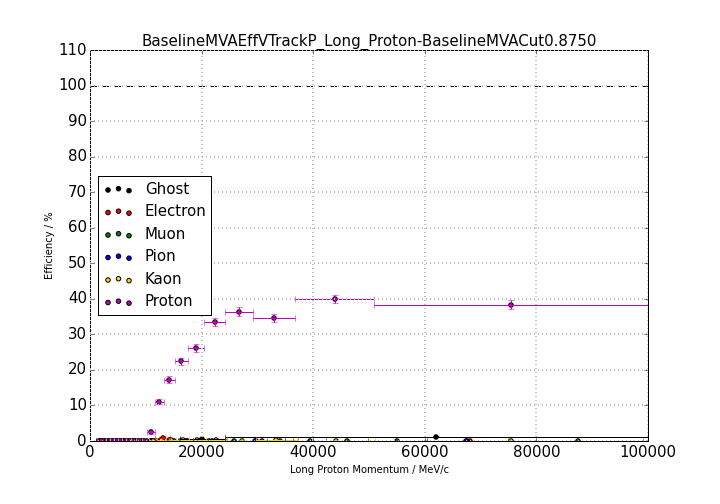 BaselineMVAEffVTrackP_Long_Proton-BaselineMVACut0.8750
110
100
90
80
70
60
50
40
30
20
10
0
Efficiency / %
Ghost
Electron
Muon
Pion
Kaon
Proton
0 20000 40000 60000 80000 100000
Long Proton Momentum / MeV/c